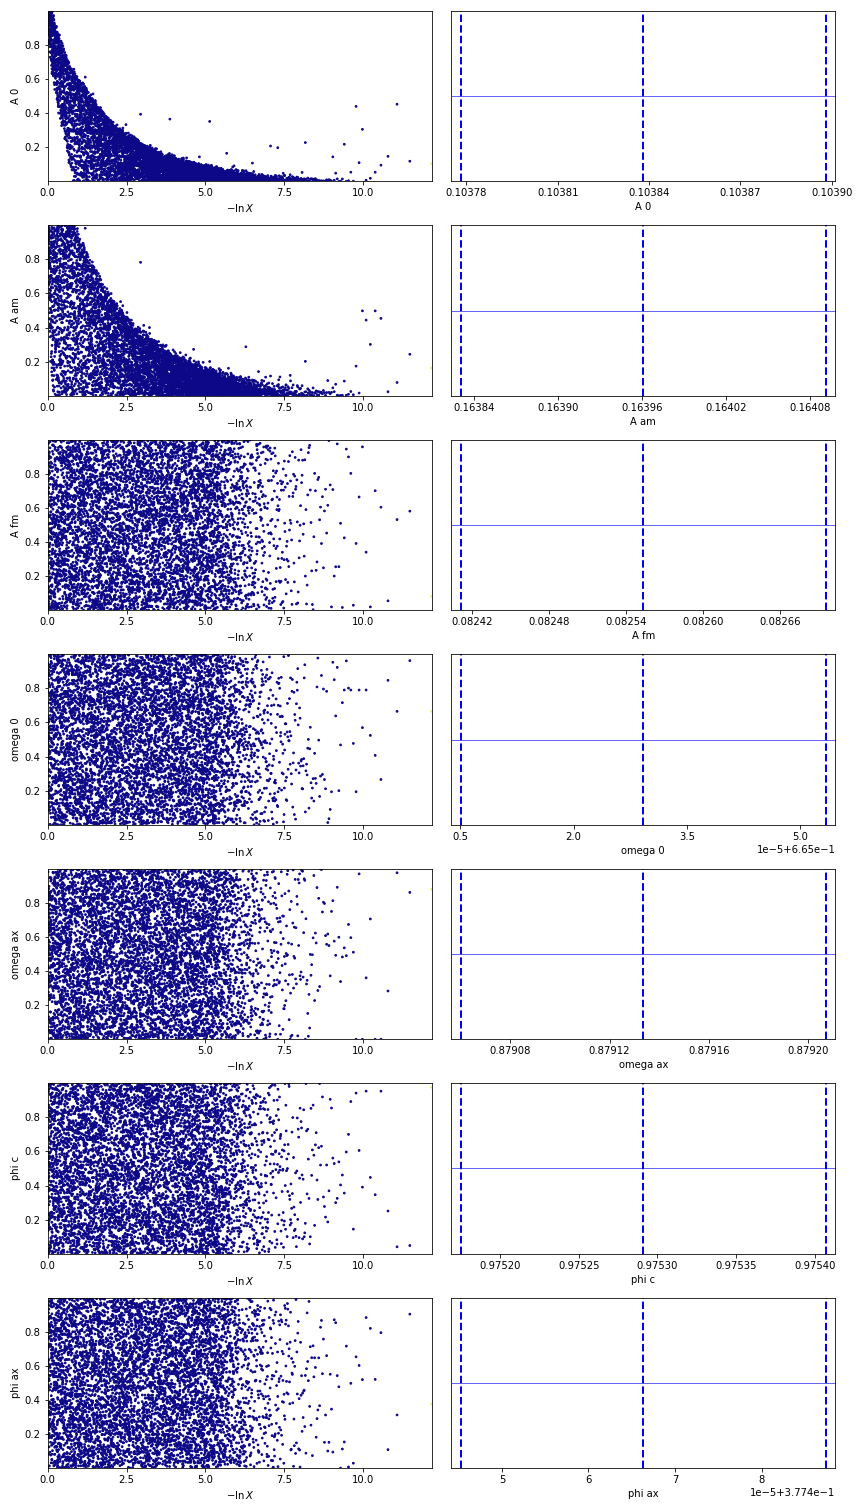 0.8
0.6
0.4
0.2
A 0
0.0 2.5 5.0 7.5 10.0
−ln X
0.10378 0.10381 0.10384 0.10387 0.10390
A 0
0.8
0.6
0.4
0.2
A am
0.0 2.5 5.0 7.5 10.0
−ln X
0.16384 0.16390 0.16396 0.16402 0.16408
A am
0.8
0.6
0.4
0.2
A fm
0.0 2.5 5.0 7.5 10.0
−ln X
0.08242 0.08248 0.08254 0.08260 0.08266
A fm
0.8
0.6
0.4
0.2
omega 0
0.0 2.5 5.0 7.5 10.0
−ln X
0.5 2.0 3.5 5.0
omega 0
1e−5+6.65e−1
0.8
0.6
0.4
0.2
omega ax
0.0 2.5 5.0 7.5 10.0
−ln X
0.87908 0.87912 0.87916 0.87920
omega ax
0.8
0.6
0.4
0.2
phi c
0.0 2.5 5.0 7.5 10.0
−ln X
0.97520 0.97525 0.97530 0.97535 0.97540
phi c
0.8
0.6
0.4
0.2
phi ax
0.0 2.5 5.0 7.5 10.0
−ln X
5 6 7 8
phi ax
1e−5+3.774e−1